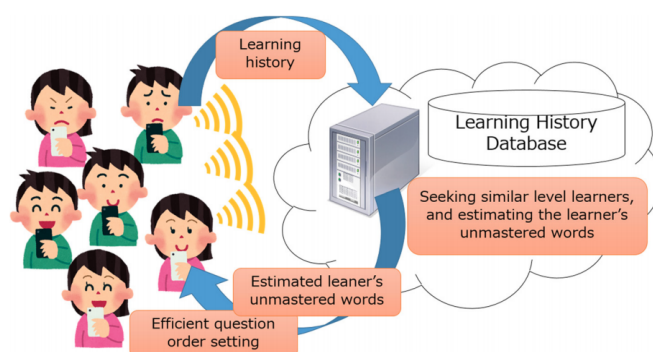 Learning
history
Learning History
Database
Seeking similar level learners,
and estimating the learner's
unmastered words
Estimated leaner's
unmastered words
Efficient question
order setting